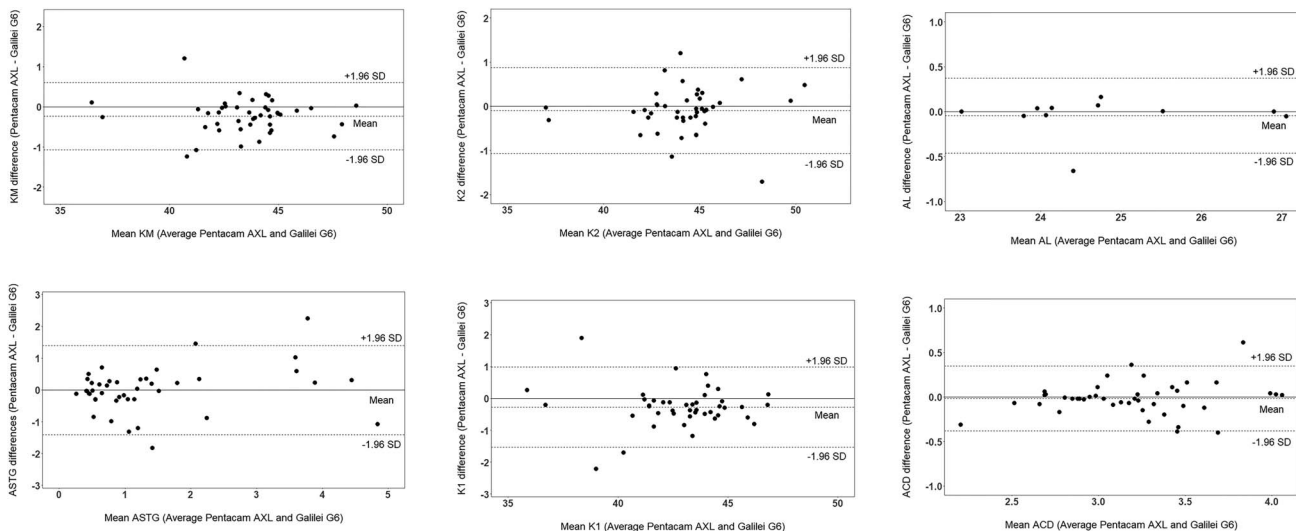 KM difference (Pentacam AXL - Galilei G6)
2
1
0
-1
-2
+1.96 SD
Mean
-1.96 SD
35
40
45
50
Mean KM (Average Pentacam AXL and Galilei G6)
K2 difference (Pentacam AXL - Galilei G6)
2
1
0
-1
-2
+1.96 SD
Mean
-1.96 SD
35
40
45
50
Mean K2 (Average Pentacam AXL and Galilei G6)
AL difference (Pentacam AXL - Galilei G6)
1.0
0.5
0
-0.5
-1.0
+1.96 SD
Mean
-1.96 SD
23
24
25
26
27
Mean AL (Average Pentacam AXL and Galilei G6)
ASTG differences (Pentacam AXL - Galilei G6)
3
2
1
0
-1
-2
-3
+1.96 SD
-1.96 SD
0
1
2
3
4
5
Mean ASTG (Average Pentacam AXL and Galilei G6)
K1 difference (Pentacam AXL - Galilei G6)
3
2
1
0
-1
-2
-3
+1.96 SD
Mean
-1.96 SD
35
40
45
50
Mean K1 (Average Pentacam AXL and Galilei G6)
ACD difference (Pentacam AXL - Galilei G6)
1.0
0.5
0.0
-0.5
-1.0
+1.96 SD
Mean
-1.96 SD
2.5
3.0
3.5
4.0
Mean ACD (Average Pentacam AXL and Galilei G6)